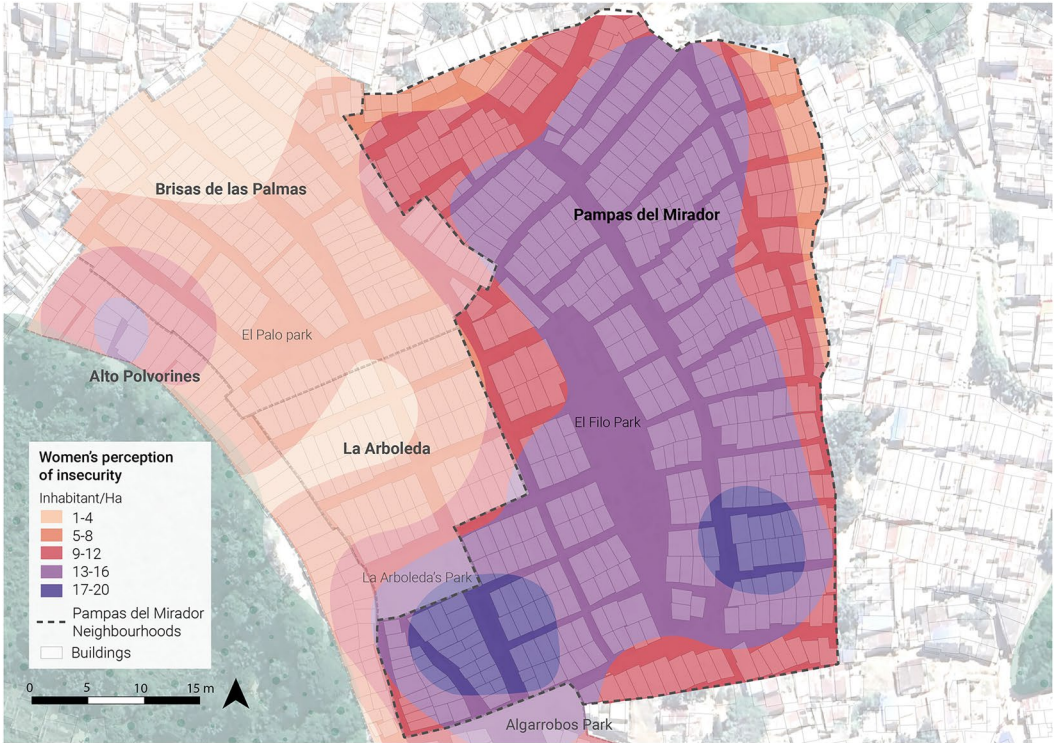 Brisas de las Palmas
Pampas del Mirador
El Palo park
Alto Polvorines
El Filo Park
La Arboleda
La Arboleda's Park
Algarrobos Park
Women's perception
of insecurity
Inhabitant/Ha
1-4
5-8
9-12
13-16
17-20
Pampas del Mirador
Neighbourhoods
Buildings
0 5 10 15 m